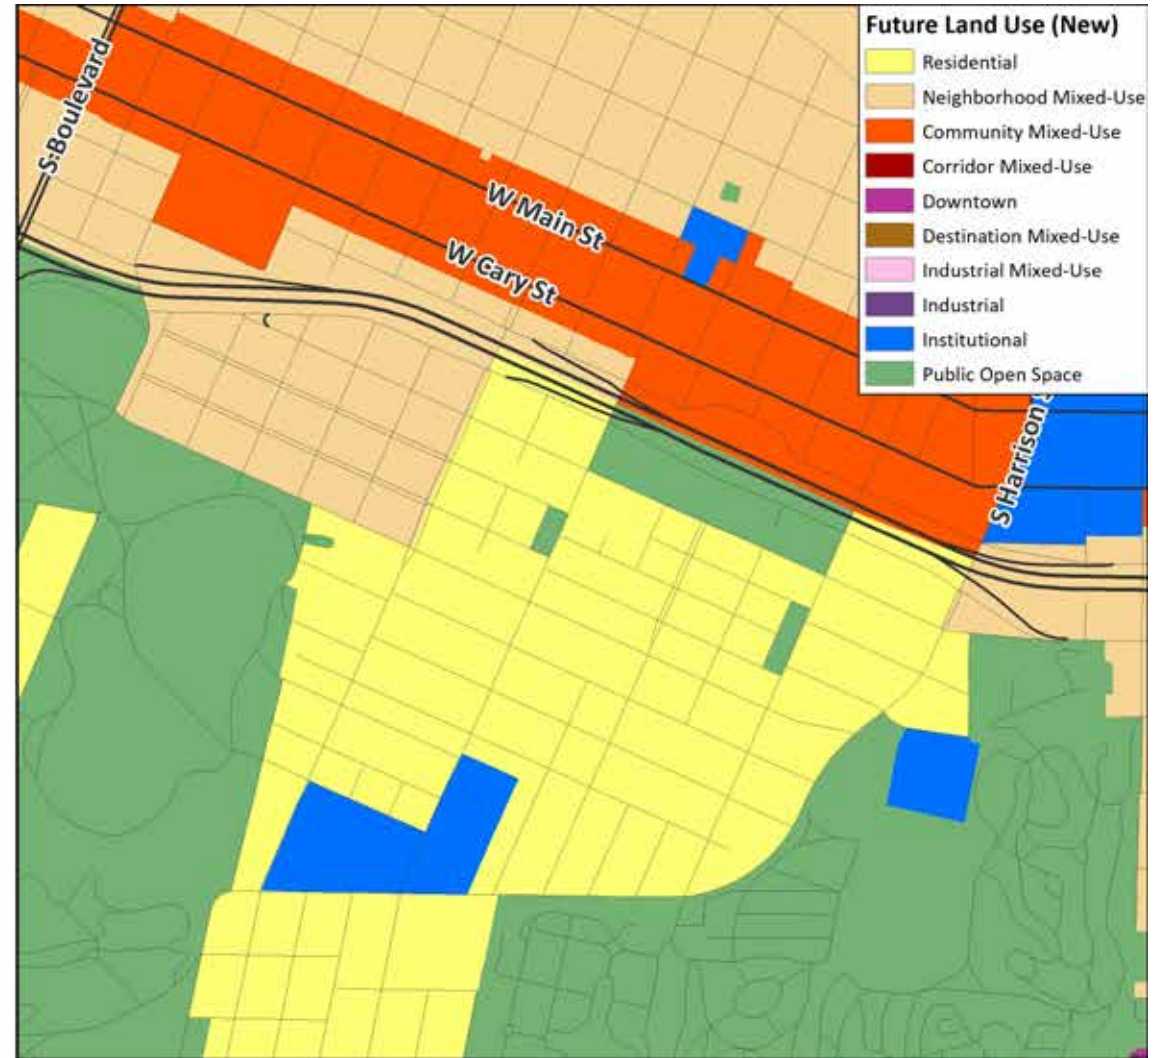 Future Land Use (New)
Residential
Neighborhood Mixed-Use
Community Mixed-Use
Corridor Mixed-Use
Downtown
Destination Mixed-Use
Industrial Mixed-Use
Industrial
Institutional
Public Open Space
S Boulevard
W Main St
W Cary St
S Harrison